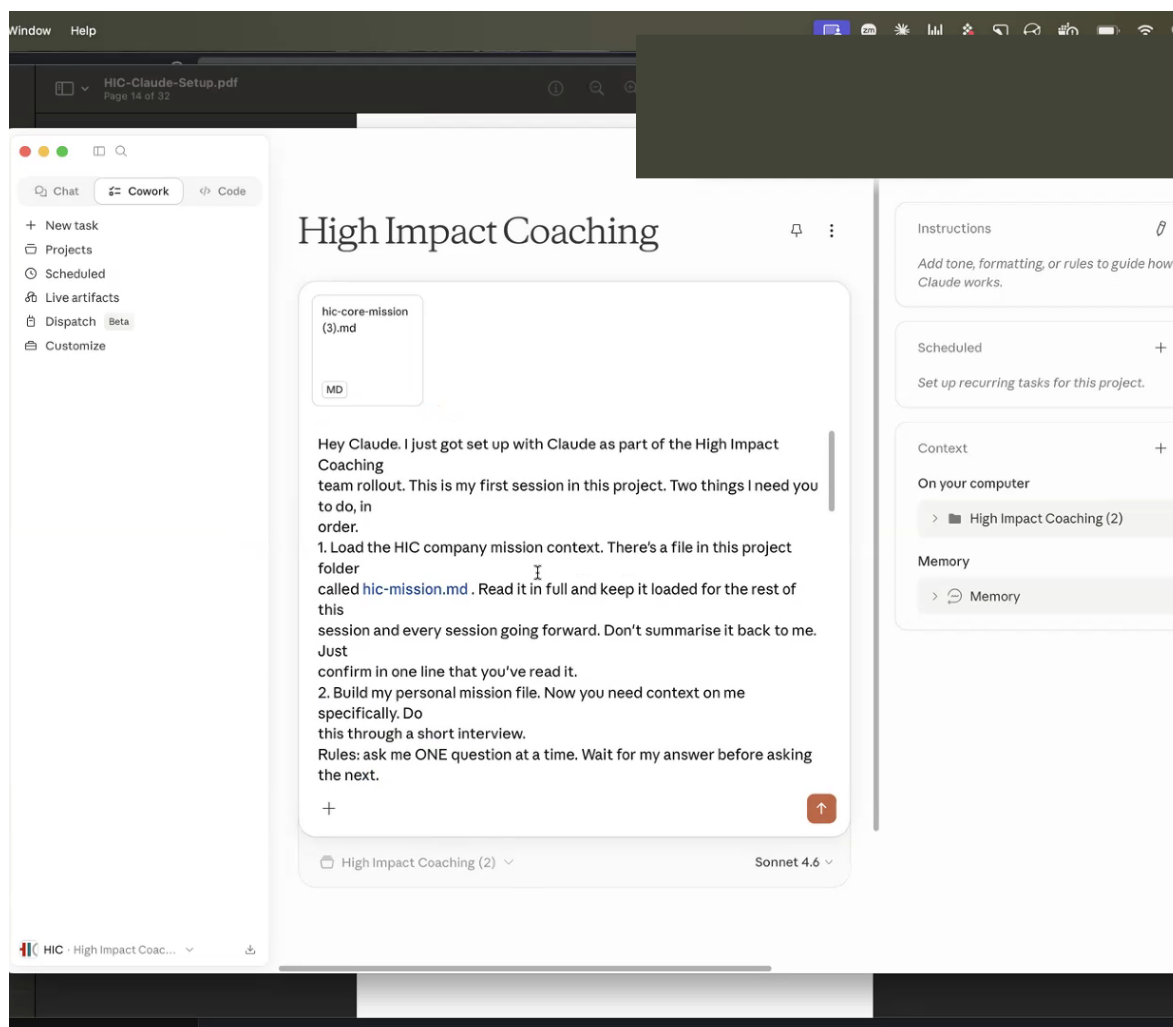 Window Help
zm
HIC-Claude-Setup.pdf
Page 14 of 32
Chat
Cowork
Code
New task
Projects
Scheduled
Live artifacts
Dispatch Beta
Customize
HIC · High Impact Coac...
High Impact Coaching
hic-core-mission
(3).md
MD
Hey Claude. I just got set up with Claude as part of the High Impact
Coaching
team rollout. This is my first session in this project. Two things I need you
to do, in
order.
1. Load the HIC company mission context. There's a file in this project
folder
called hic-mission.md . Read it in full and keep it loaded for the rest of
this
session and every session going forward. Don't summarise it back to me.
Just
confirm in one line that you've read it.
2. Build my personal mission file. Now you need context on me
specifically. Do
this through a short interview.
Rules: ask me ONE question at a time. Wait for my answer before asking
the next.
High Impact Coaching (2)
Sonnet 4.6
Instructions
Add tone, formatting, or rules to guide how
Claude works.
Scheduled
Set up recurring tasks for this project.
Context
On your computer
High Impact Coaching (2)
Memory
Memory